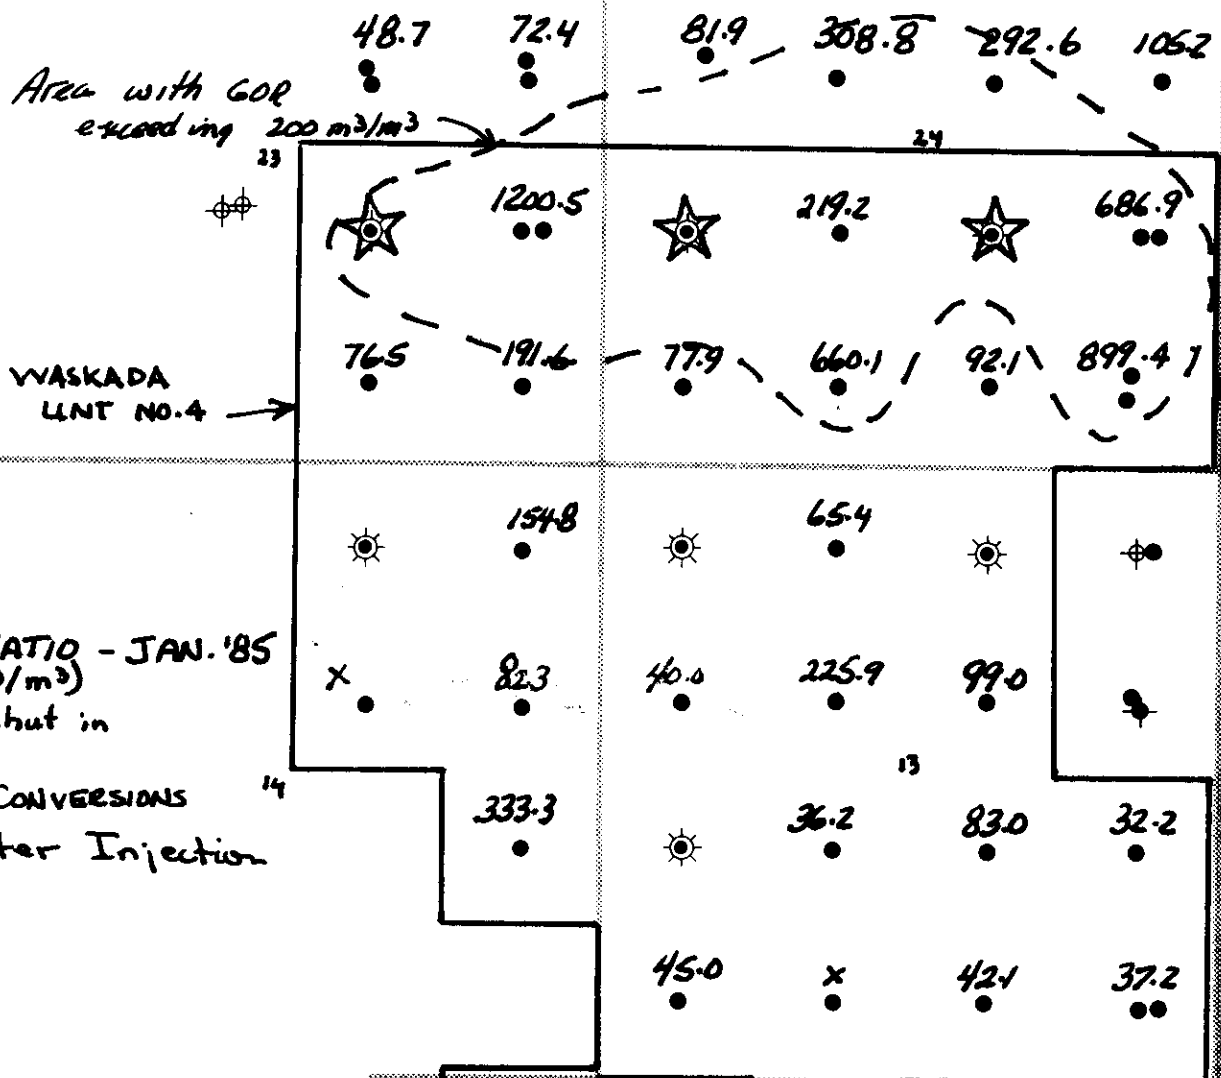 48.7 72.4 81.9 308.8 292.6 105.2
Area with GOR
exceeding 200 m³/m³
23 24
1200.5 219.2 686.9
76.5 191.6 77.9 660.1 92.1 899.4
WASKADA
UNIT NO. 4
154.8 65.4
ATIO - JAN. '85
/m³)
x 82.3 40.0 225.9 99.0
hut in
13
14
CONVERSIONS
333.3 36.2 83.0 32.2
ter Injection
45.0 x 42.1 37.2